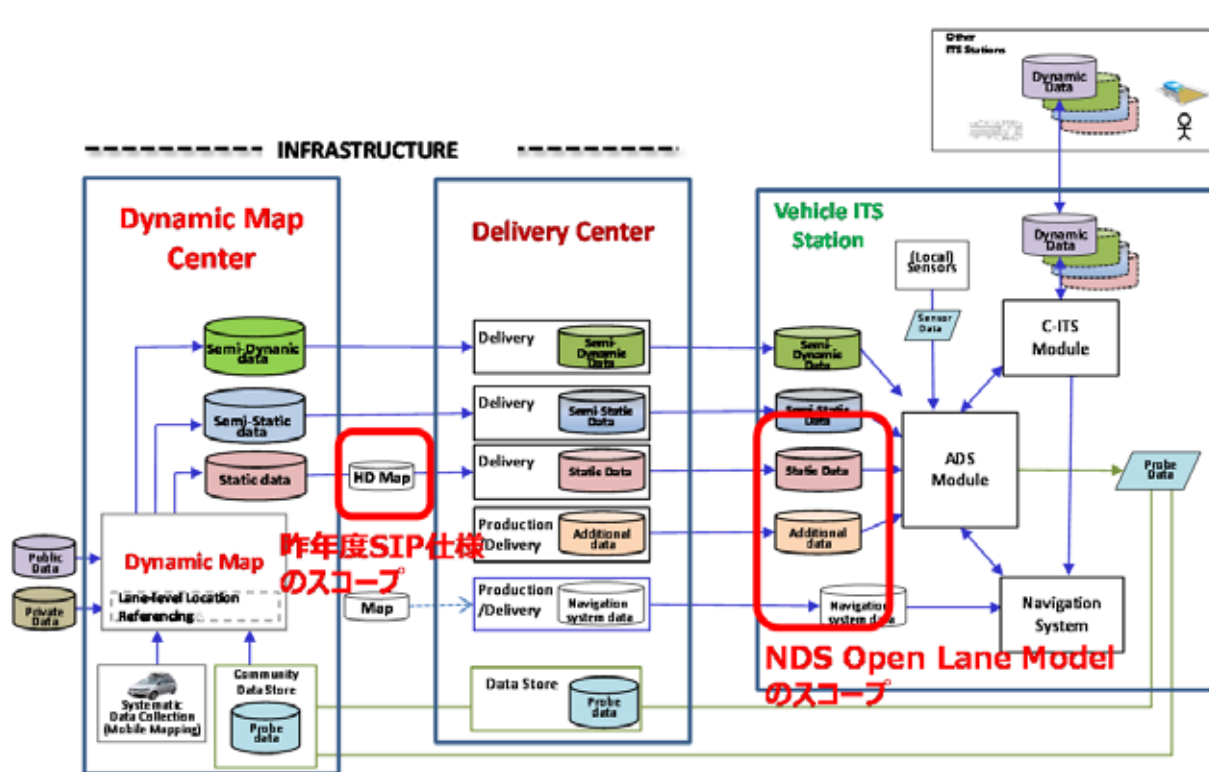 Other
ITS Stations
Dynamic
Data
INFRASTRUCTURE
Dynamic Map
Center
Delivery Center
Vehicle ITS
Station
(Local)
Sensors
Dynamic
Data
Sensor
Data
C-ITS
Module
Semi-Dynamic
data
Delivery
Semi-
Dynamic
Data
Semi-
Dynamic
Data
Semi-Static
data
Delivery
Semi-Static
Data
Semi-Static
Data
Static data
HD Map
Delivery
Static Data
Static Data
ADS
Module
Probe
Data
昨年度SIP仕様
のスコープ
Production
/Delivery
Additional
data
Additional
data
Public
Data
Private
Data
Dynamic Map
Lane-level Location
Referencing
Map
Production
/Delivery
Navigation
system data
Navigation
system data
Navigation
System
NDS Open Lane Model
のスコープ
Systematic
Data Collection
(Mobile Mapping)
Community
Data Store
Probe
data
Data Store
Probe
data